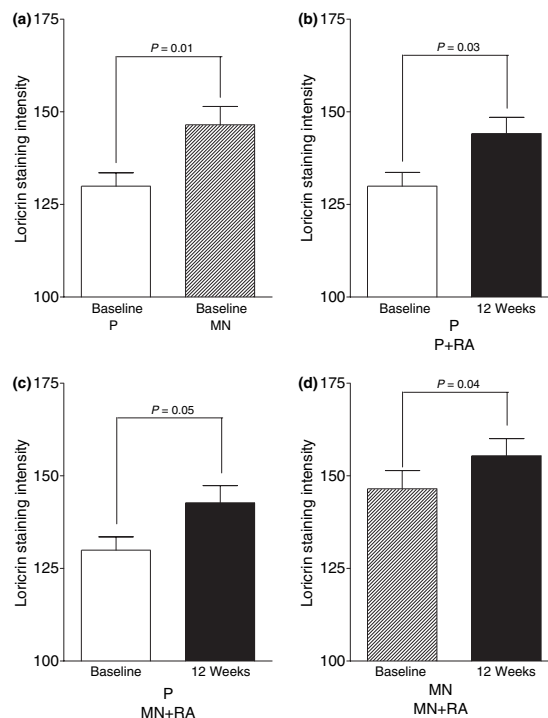 (a)
175
150
125
100
Loricrin staining intensity
P = 0.01
Baseline Baseline
P MN
(b)
175
150
125
100
Loricrin staining intensity
P = 0.03
Baseline 12 Weeks
P
P+RA
(c)
175
150
125
100
Loricrin staining intensity
P = 0.05
Baseline 12 Weeks
P
MN+RA
(d)
175
150
125
100
Loricrin staining intensity
P = 0.04
Baseline 12 Weeks
MN
MN+RA